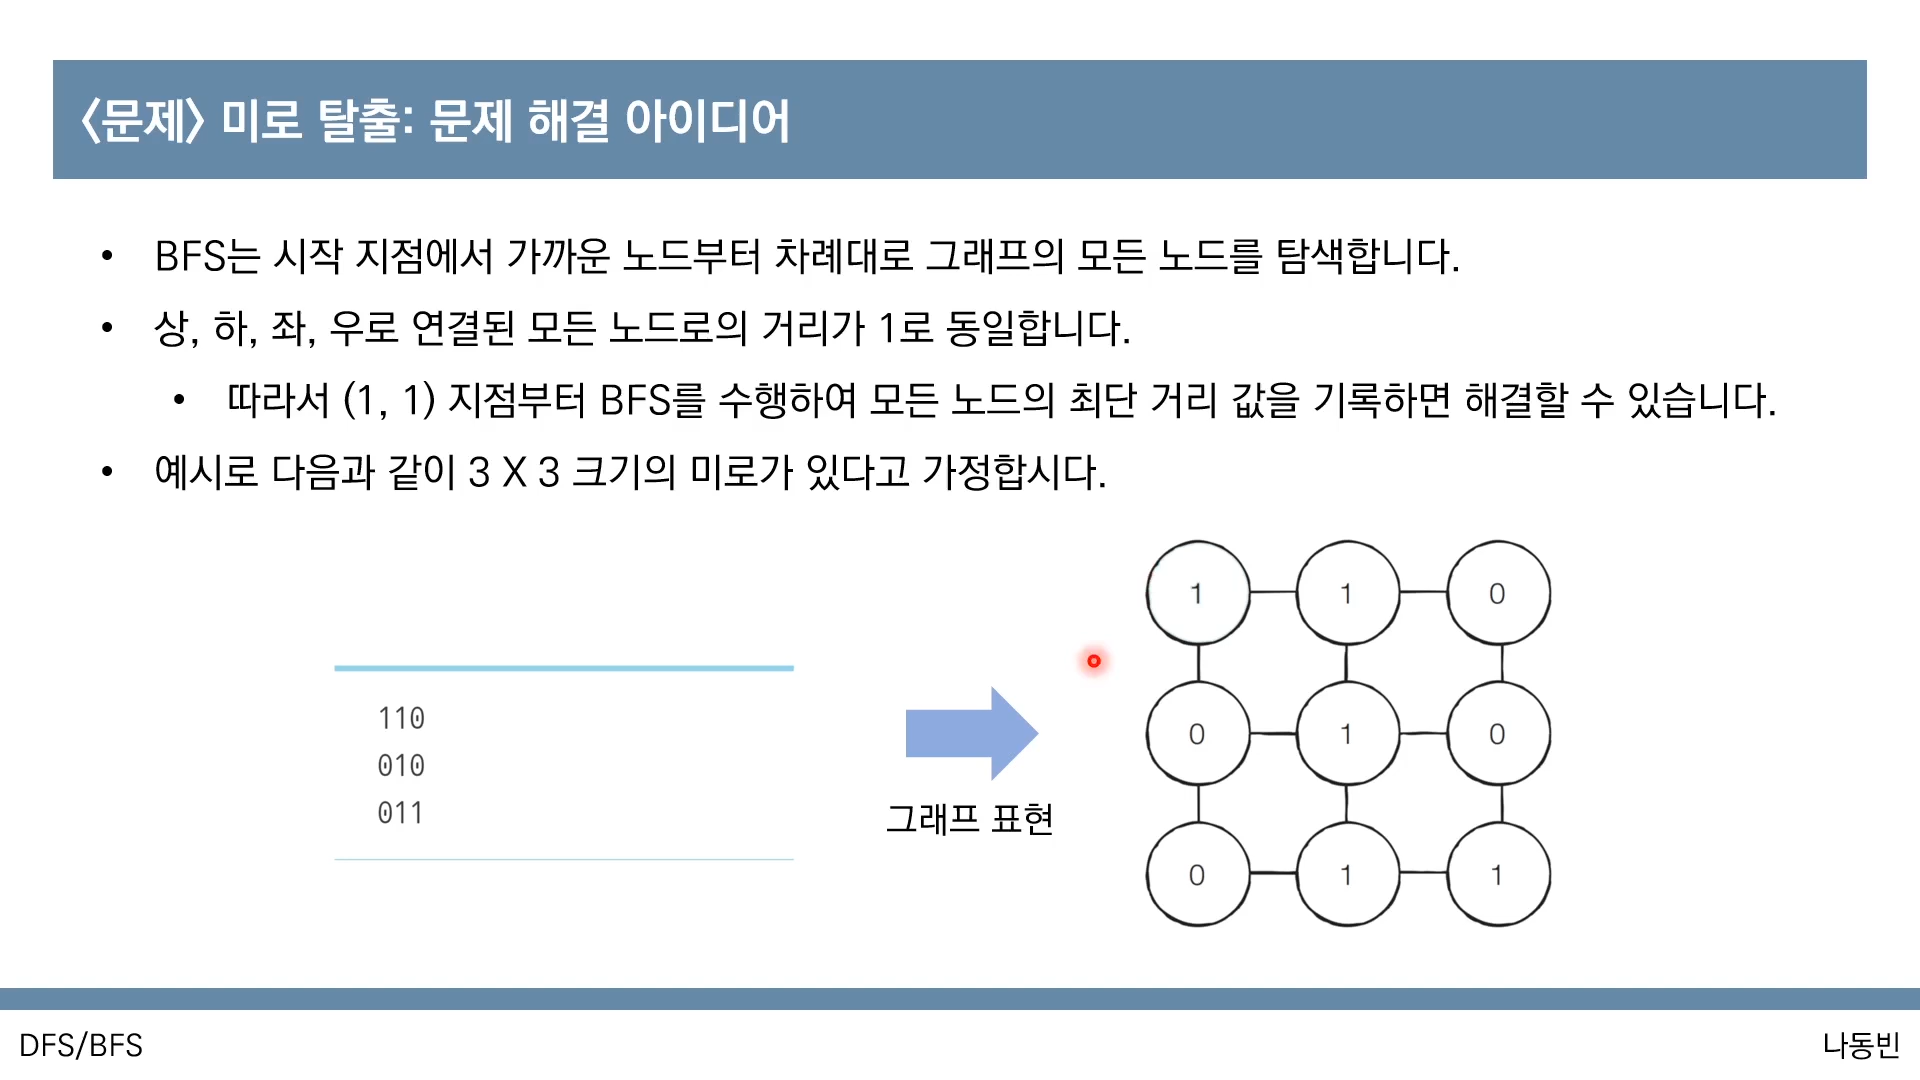 <문제> 미로 탈출: 문제 해결 아이디어
• BFS는 시작 지점에서 가까운 노드부터 차례대로 그래프의 모든 노드를 탐색합니다.
• 상, 하, 좌, 우로 연결된 모든 노드로의 거리가 1로 동일합니다.
• 따라서 (1, 1) 지점부터 BFS를 수행하여 모든 노드의 최단 거리 값을 기록하면 해결할 수 있습니다.
• 예시로 다음과 같이 3 X 3 크기의 미로가 있다고 가정합시다.
110
010
011
그래프 표현
1 1 0
0 1 0
0 1 1
DFS/BFS
나동빈